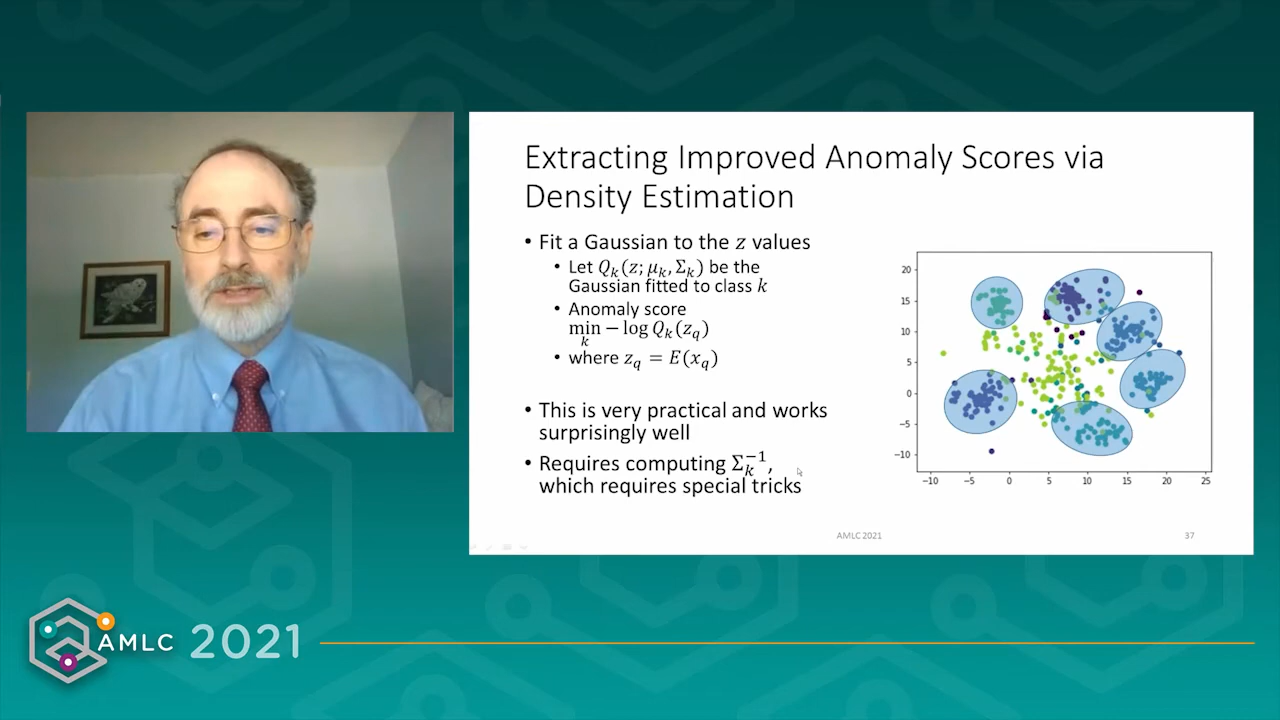 Extracting Improved Anomaly Scores via
Density Estimation
• Fit a Gaussian to the z values
• Let Q_k(z; μ_k, Σ_k) be the
Gaussian fitted to class k
• Anomaly score
min_k − log Q_k(z_q)
• where z_q = E(x_q)
• This is very practical and works
surprisingly well
• Requires computing Σ_k^{−1},
which requires special tricks
20
15
10
5
0
−5
−10
−10 −5 0 5 10 15 20 25
AMLC 2021 37
AMLC 2021